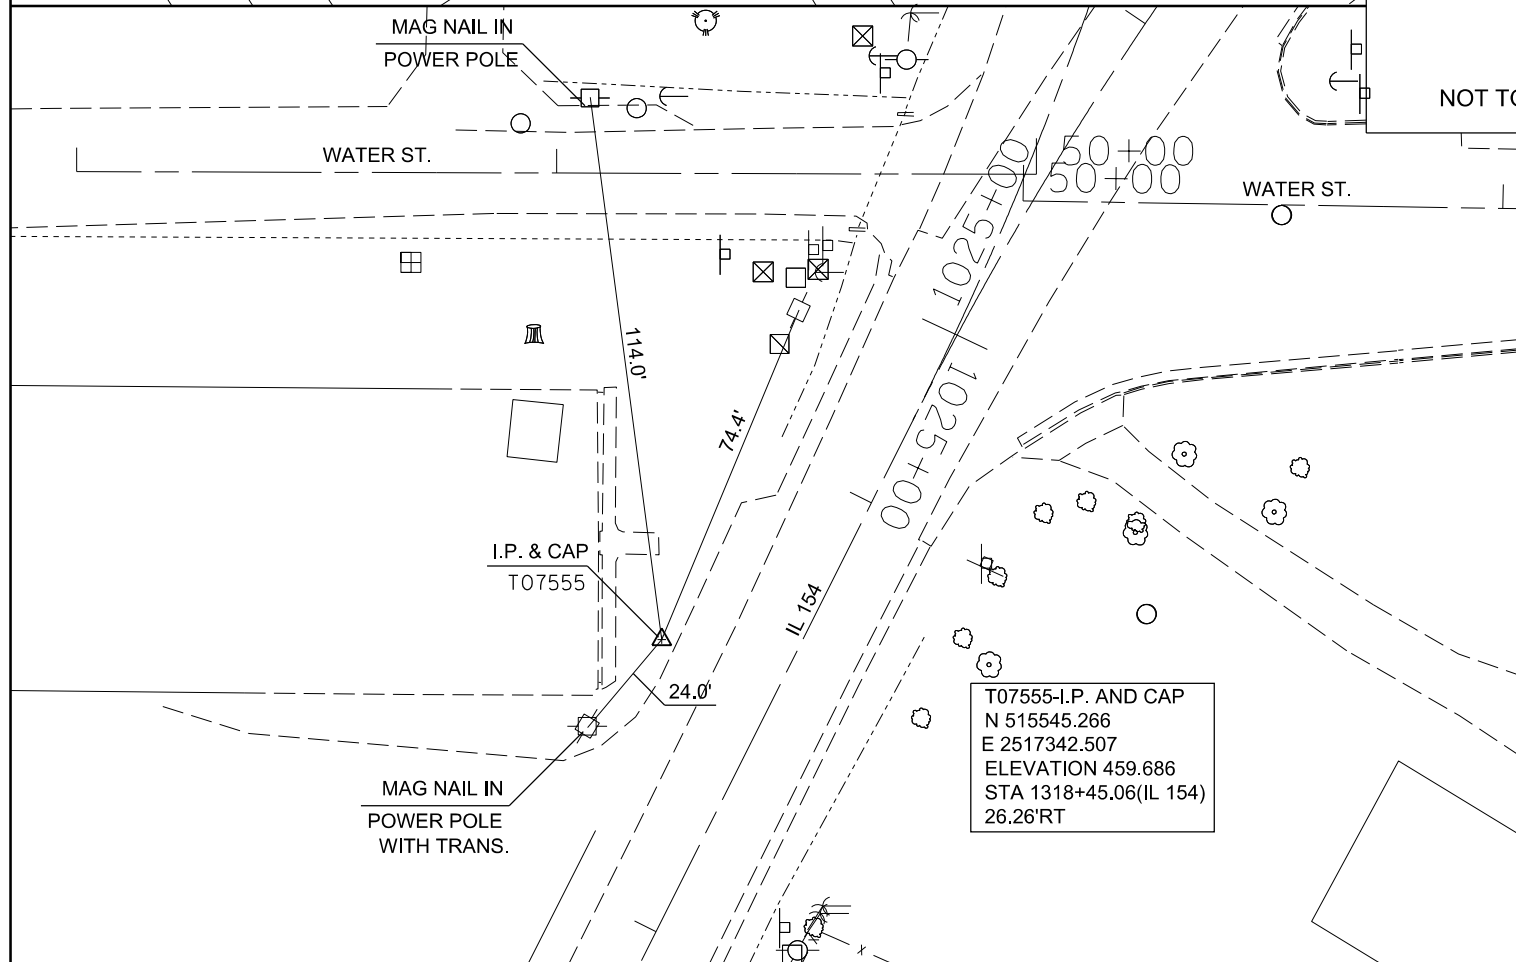 MAG NAIL IN
POWER POLE
NOT TO
WATER ST.
50+00
50+00
WATER ST.
1025+00
114.0'
1025+00
74.4'
I.P. & CAP
T07555
IL 154
24.0'
T07555-I.P. AND CAP
N 515545.266
E 2517342.507
ELEVATION 459.686
STA 1318+45.06(IL 154)
26.26'RT
MAG NAIL IN
POWER POLE
WITH TRANS.